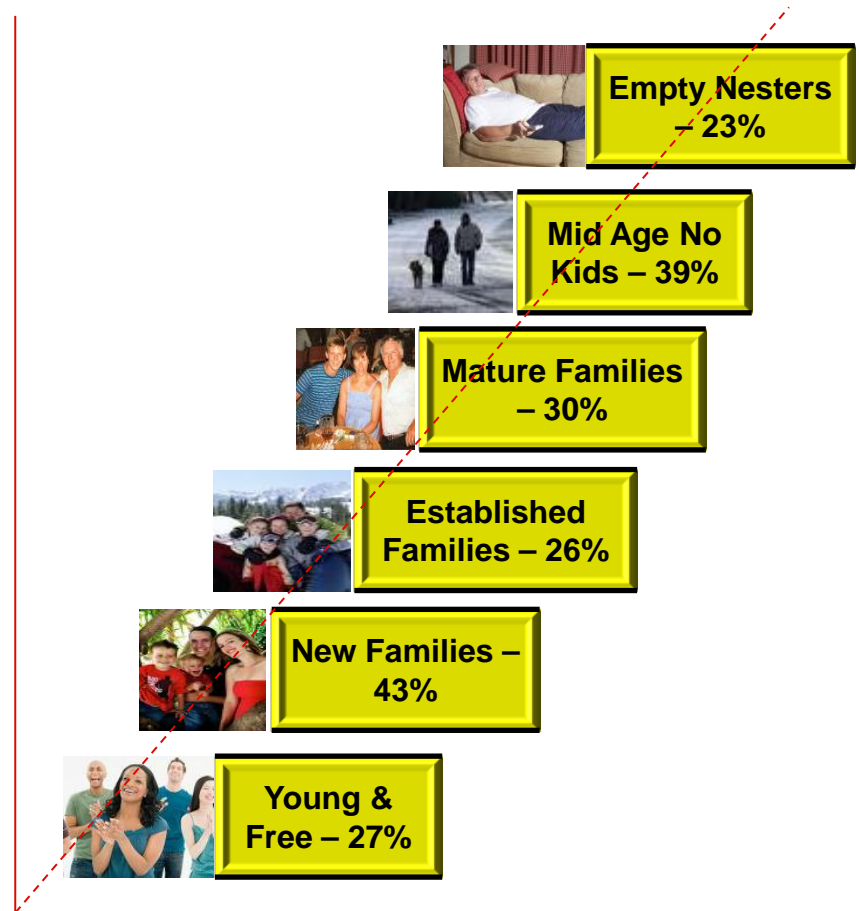 Empty Nesters
– 23%
Mid Age No
Kids – 39%
Mature Families
– 30%
Established
Families – 26%
New Families –
43%
Young &
Free – 27%